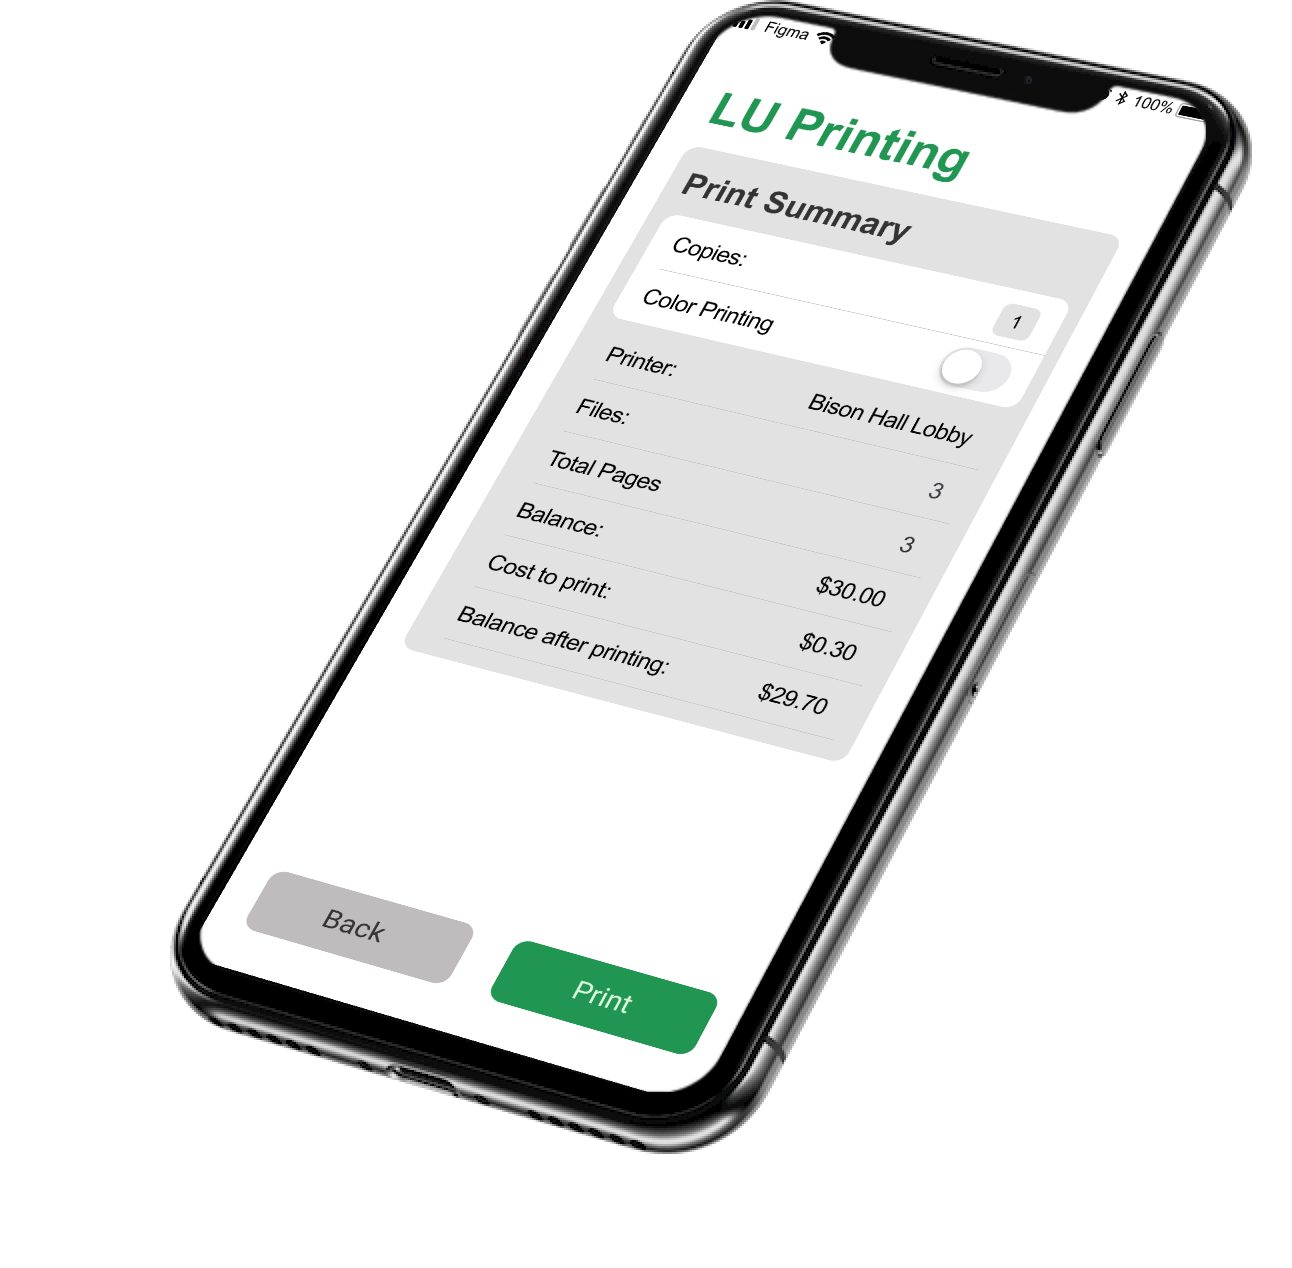 Figma 100%
LU Printing
Print Summary
Copies: 1
Color Printing
Printer: Bison Hall Lobby
Files: 3
Total Pages 3
Balance: $30.00
Cost to print: $0.30
Balance after printing: $29.70
Back Print